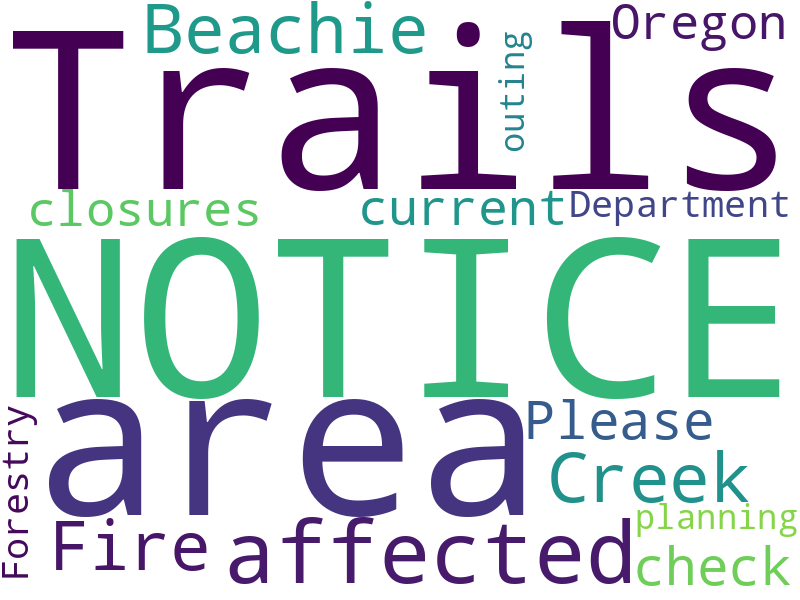 Trails
Beachie
Oregon
outing
closures
current
Department
NOTICE
area
Please
Creek
Forestry
Fire
affected
planning
check